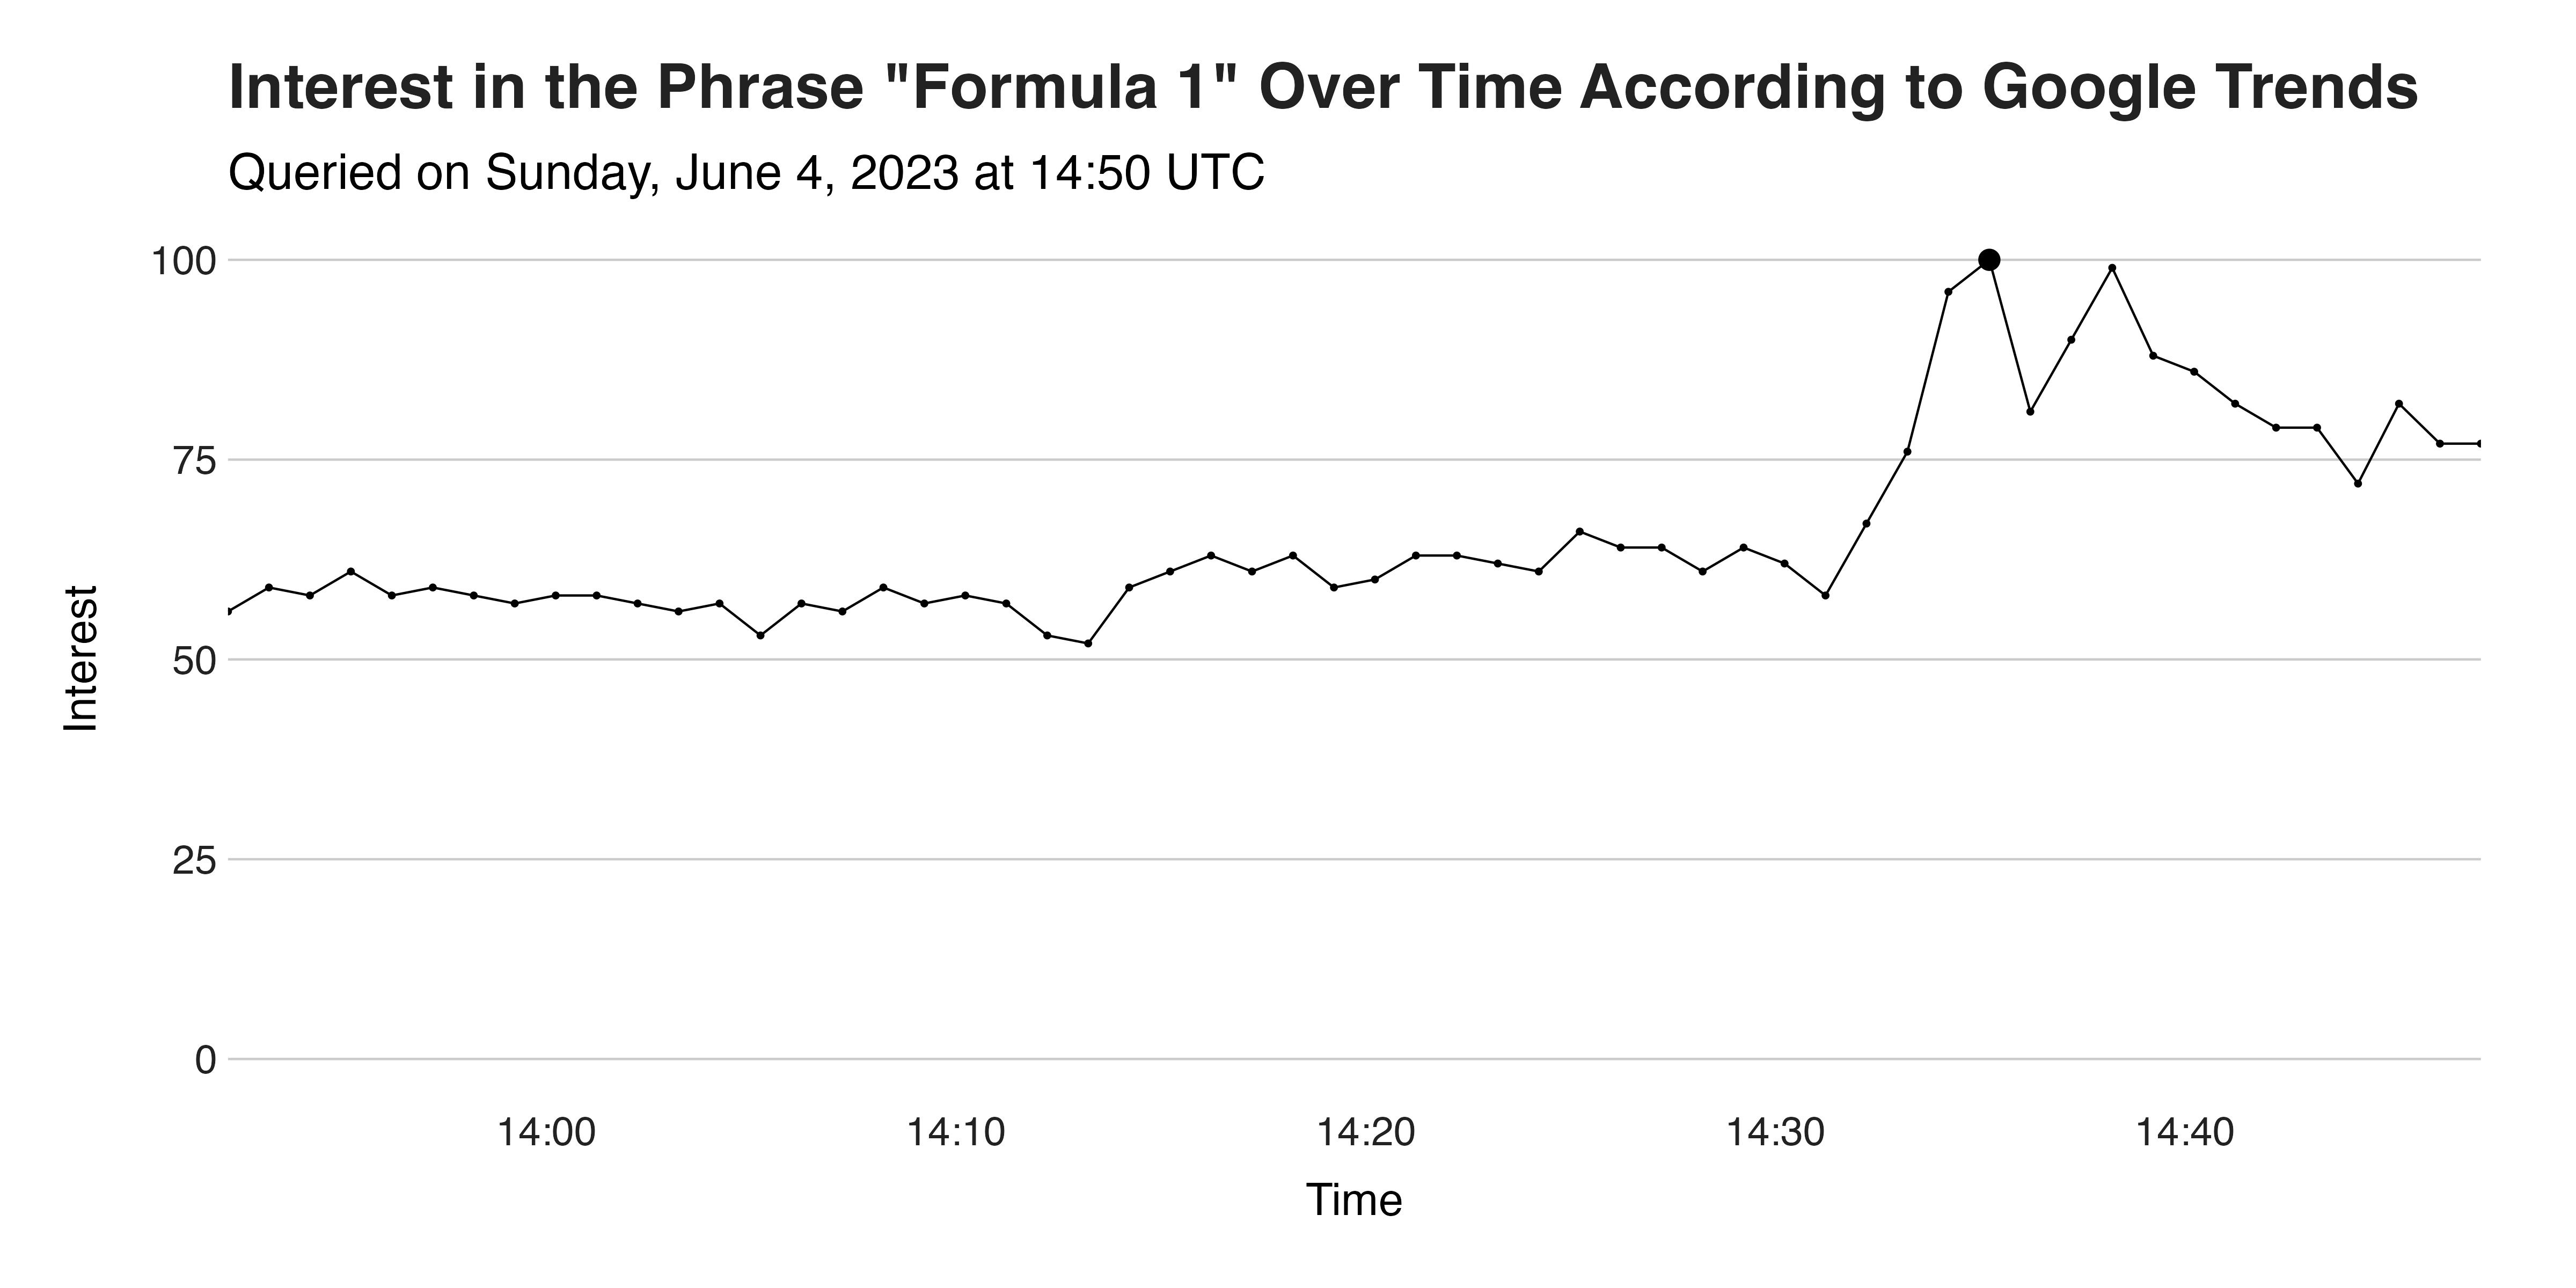 Interest in the Phrase "Formula 1" Over Time According to Google Trends
Queried on Sunday, June 4, 2023 at 14:50 UTC
100
75
50
25
0
Interest
14:00 14:10 14:20 14:30 14:40
Time